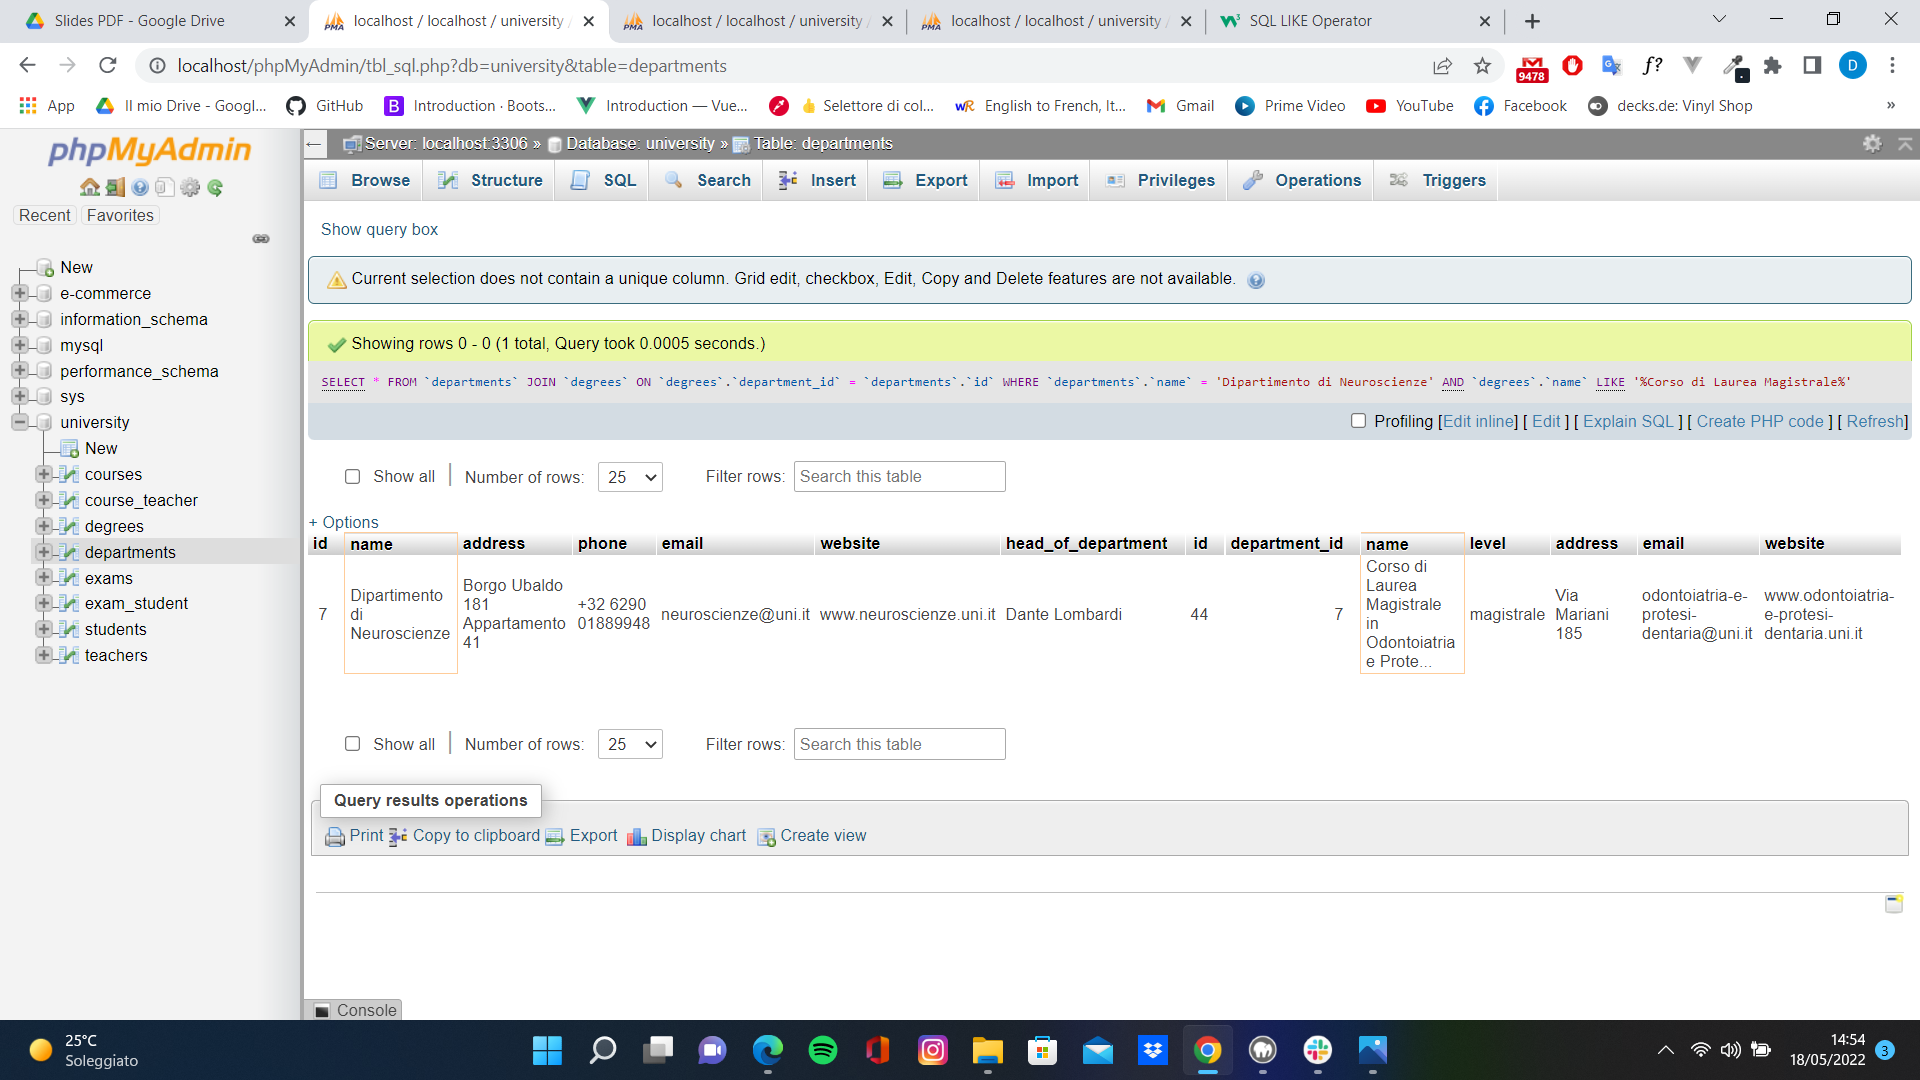 Slides PDF - Google Drive
localhost / localhost / university /
localhost / localhost / university /
localhost / localhost / university /
SQL LIKE Operator
localhost/phpMyAdmin/tbl_sql.php?db=university&table=departments
9478
f?
D
App
Il mio Drive - Googl...
GitHub
Introduction · Boots...
Introduction — Vue...
Selettore di col...
English to French, It...
Gmail
Prime Video
YouTube
Facebook
decks.de: Vinyl Shop
»
phpMyAdmin
Recent
Favorites
New
e-commerce
information_schema
mysql
performance_schema
sys
university
New
courses
course_teacher
degrees
departments
exams
exam_student
students
teachers
Server: localhost:3306 » Database: university » Table: departments
Browse
Structure
SQL
Search
Insert
Export
Import
Privileges
Operations
Triggers
Show query box
Current selection does not contain a unique column. Grid edit, checkbox, Edit, Copy and Delete features are not available.
Showing rows 0 - 0 (1 total, Query took 0.0005 seconds.)
SELECT * FROM `departments` JOIN `degrees` ON `degrees`.`department_id` = `departments`.`id` WHERE `departments`.`name` = 'Dipartimento di Neuroscienze' AND `degrees`.`name` LIKE '%Corso di Laurea Magistrale%'
Profiling [Edit inline] [ Edit ] [ Explain SQL ] [ Create PHP code ] [ Refresh]
Show all
Number of rows: 25
Filter rows: Search this table
+ Options
id name address phone email website head_of_department id department_id name level address email website
7
Dipartimento
di
Neuroscienze
Borgo Ubaldo
181
Appartamento
41
+32 6290
01889948
neuroscienze@uni.it
www.neuroscienze.uni.it
Dante Lombardi
44
7
Corso di
Laurea
Magistrale
in
Odontoiatria
e Prote...
magistrale
Via
Mariani
185
odontoiatria-e-
protesi-
dentaria@uni.it
www.odontoiatria-
e-protesi-
dentaria.uni.it
Show all
Number of rows: 25
Filter rows: Search this table
Query results operations
Print
Copy to clipboard
Export
Display chart
Create view
Console
25°C
Soleggiato
14:54
18/05/2022
3